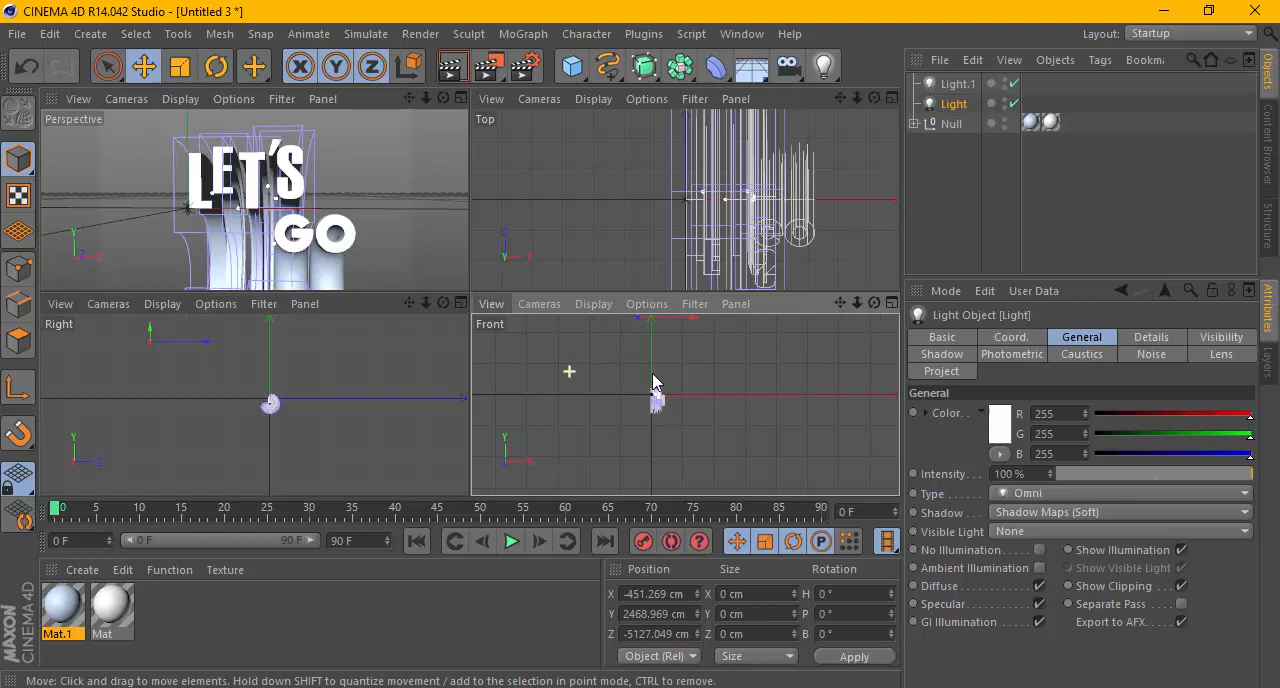 CINEMA 4D R14.042 Studio - [Untitled 3 *]
File Edit Create Select Tools Mesh Snap Animate Simulate Render Sculpt MoGraph Character Plugins Script Window Help Layout: Startup
File Edit View Objects Tags Bookm
View Cameras Display Options Filter Panel
View Cameras Display Options Filter Panel
Perspective
Top
Light.1
Light
Null
LET'S
GO
Y
Z X
Z
Y X
Objects
Content Browser
Structure
View Cameras Display Options Filter Panel
View Cameras Display Options Filter Panel
Right
Front
Y
X Z
Y
Z X
Mode Edit User Data
Light Object [Light]
Basic Coord. General Details Visibility
Shadow Photometric Caustics Noise Lens
Project
General
Color. . R 255
G 255
B 255
Intensity. . . 100 %
Type . . . . . . Omni
Shadow. . . . Shadow Maps (Soft)
Visible Light None
No Illumination. . . . . Show Illumination
Ambient Illumination Show Visible Light
Diffuse. . . . . . . . . . . . Show Clipping
Specular. . . . . . . . . . . Separate Pass
GI Illumination Export to AFX.
Attributes
Layers
0 5 10 15 20 25 30 35 40 45 50 55 60 65 70 75 80 85 90 0 F
0 F 0 F 90 F 90 F
Create Edit Function Texture
Mat.1 Mat
Position Size Rotation
X -451.269 cm X 0 cm H 0 °
Y 2468.969 cm Y 0 cm P 0 °
Z -5127.049 cm Z 0 cm B 0 °
Object (Rel) Size Apply
MAXON
CINEMA 4D
Move: Click and drag to move elements. Hold down SHIFT to quantize movement / add to the selection in point mode, CTRL to remove.